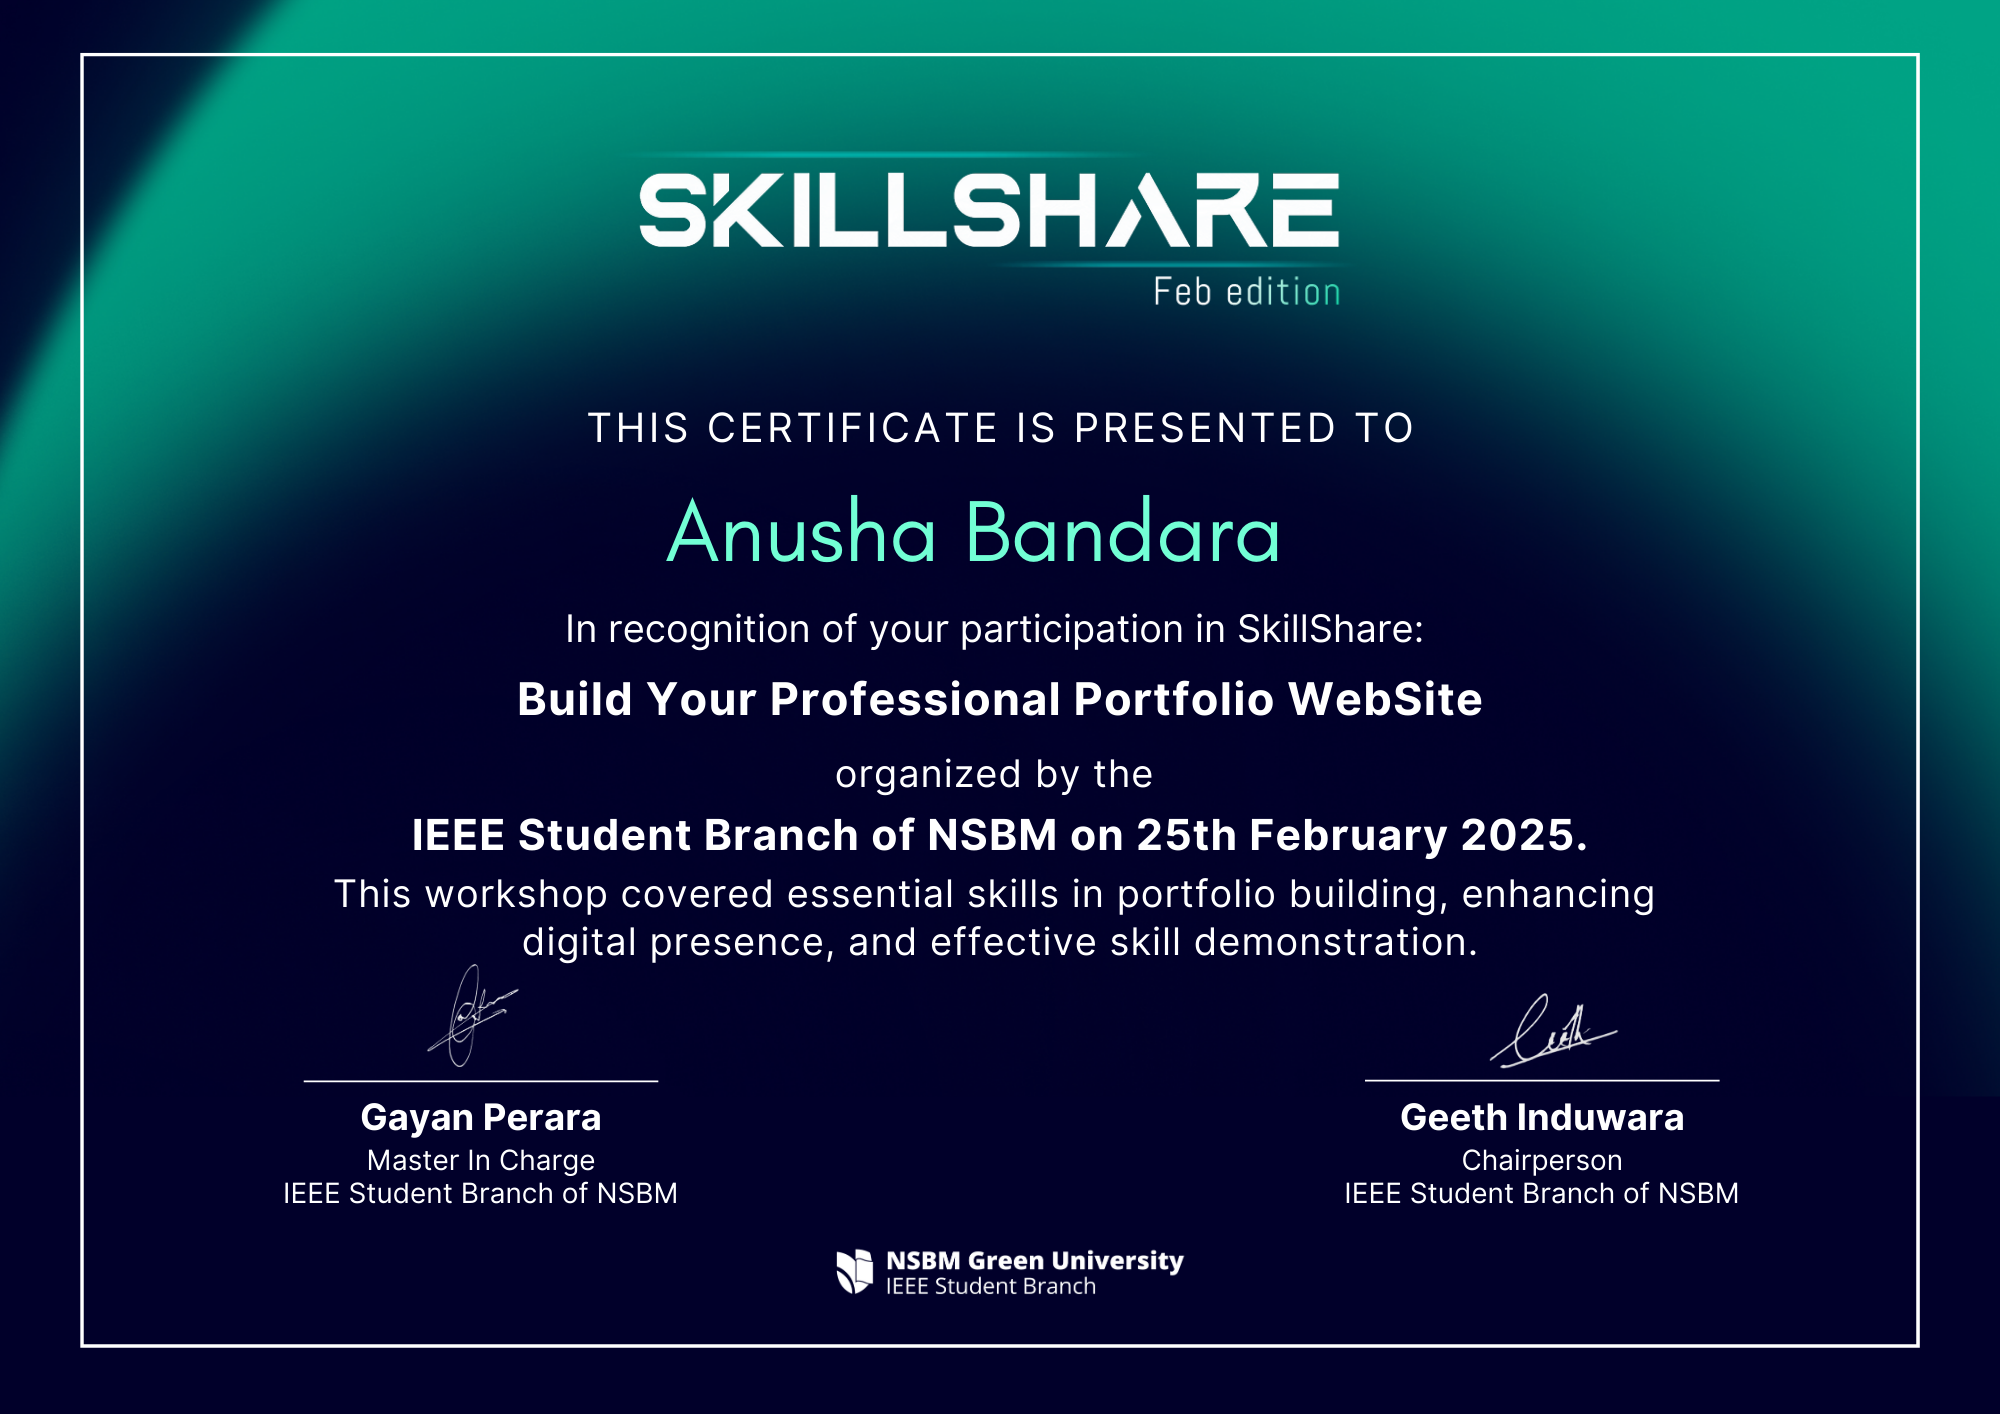 SKILLSHARE
Feb edition
THIS CERTIFICATE IS PRESENTED TO
Anusha Bandara
In recognition of your participation in SkillShare:
Build Your Professional Portfolio WebSite
organized by the
IEEE Student Branch of NSBM on 25th February 2025.
This workshop covered essential skills in portfolio building, enhancing
digital presence, and effective skill demonstration.
Geeth
Gayan Perara
Master In Charge
IEEE Student Branch of NSBM
Geeth Induwara
Chairperson
IEEE Student Branch of NSBM
NSBM Green University
IEEE Student Branch